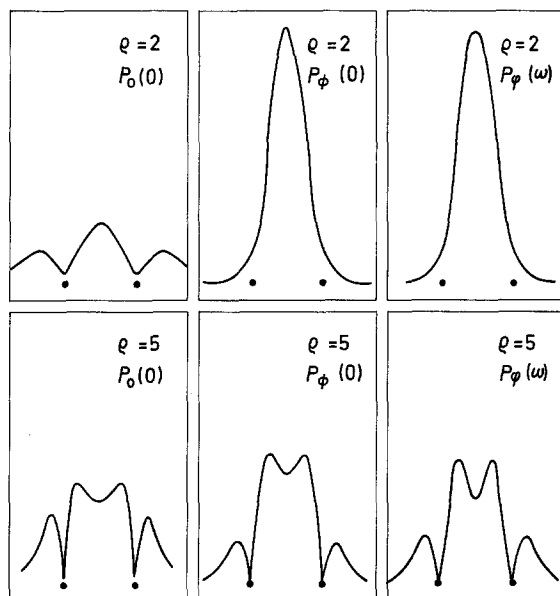 ϱ = 2
P₀(0)
ϱ = 2
P_ϕ (0)
ϱ = 2
P_φ(ω)
ϱ = 5
P₀(0)
ϱ = 5
P_ϕ (0)
ϱ = 5
P_φ(ω)